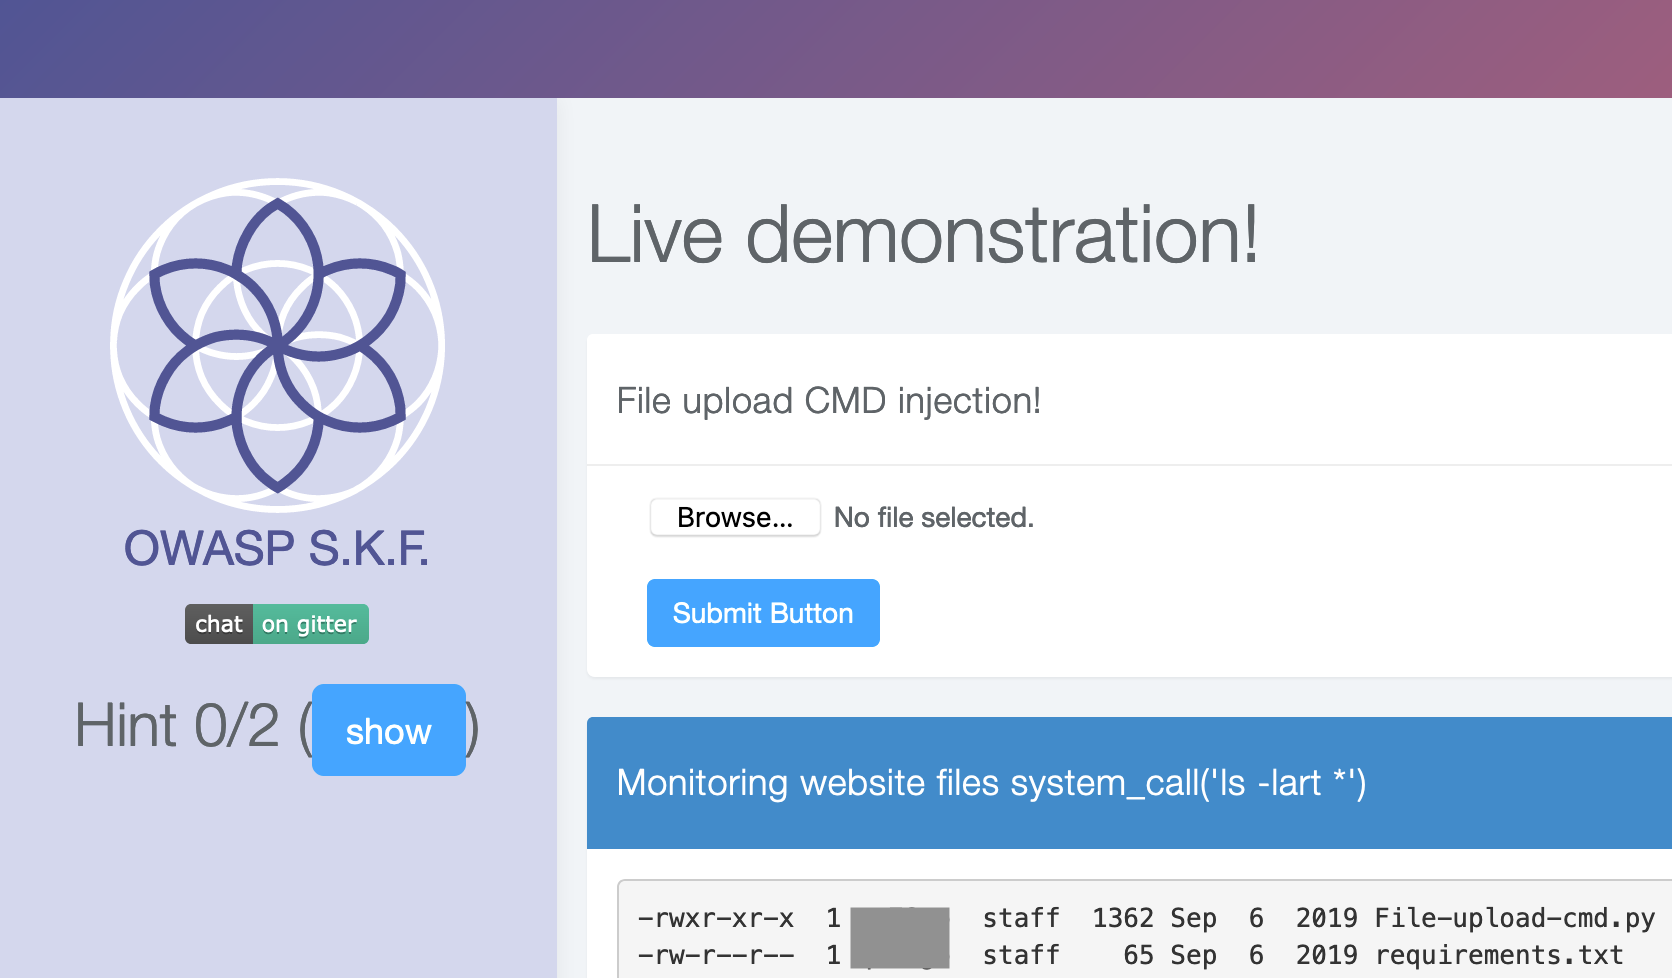 OWASP S.K.F.
chat on gitter
Hint 0/2 (show)
Live demonstration!
File upload CMD injection!
Browse... No file selected.
Submit Button
Monitoring website files system_call('ls -lart *')
-rwxr-xr-x 1 staff 1362 Sep 6 2019 File-upload-cmd.py
-rw-r--r-- 1 staff 65 Sep 6 2019 requirements.txt